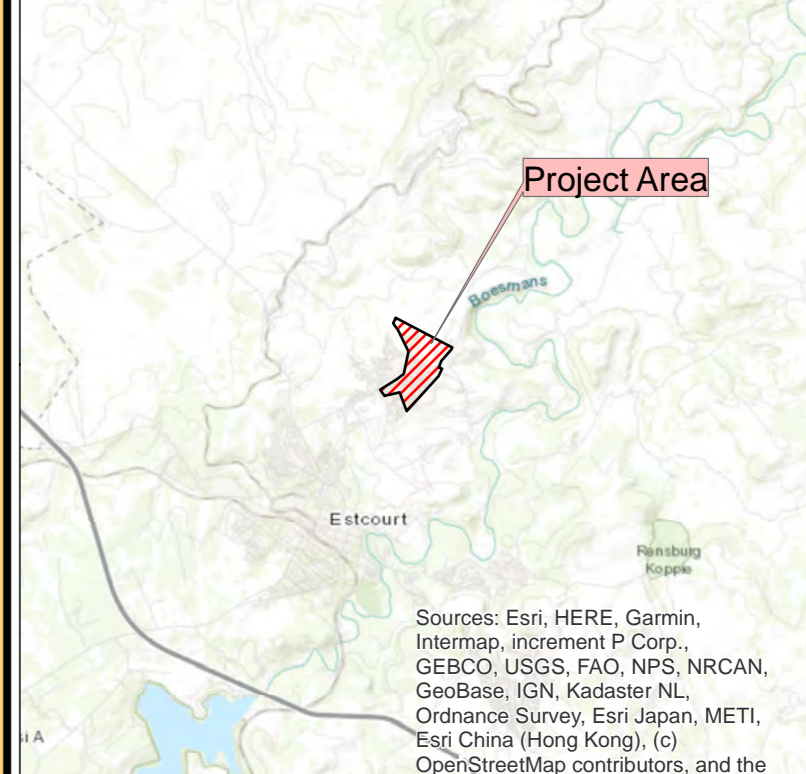 Project Area
Boesmans
Estcourt
Rensburg
Koppie
Sources: Esri, HERE, Garmin,
Intermap, increment P Corp.,
GEBCO, USGS, FAO, NPS, NRCAN,
GeoBase, IGN, Kadaster NL,
Ordnance Survey, Esri Japan, METI,
si A
Esri China (Hong Kong), (c)
OpenStreetMap contributors, and the